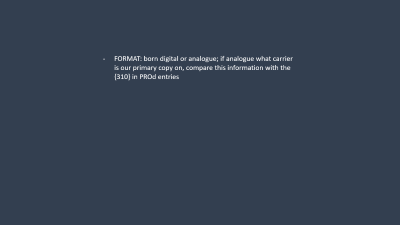 - FORMAT: born digital or analogue; if analogue what carrier
is our primary copy on, compare this information with the
{310} in PROd entries